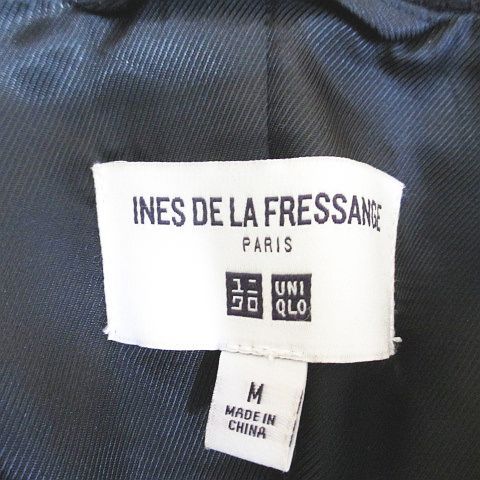 INES DE LA FRESSANGE
PARIS
ユニ UNI
クロ QLO
M
MADE IN
CHINA